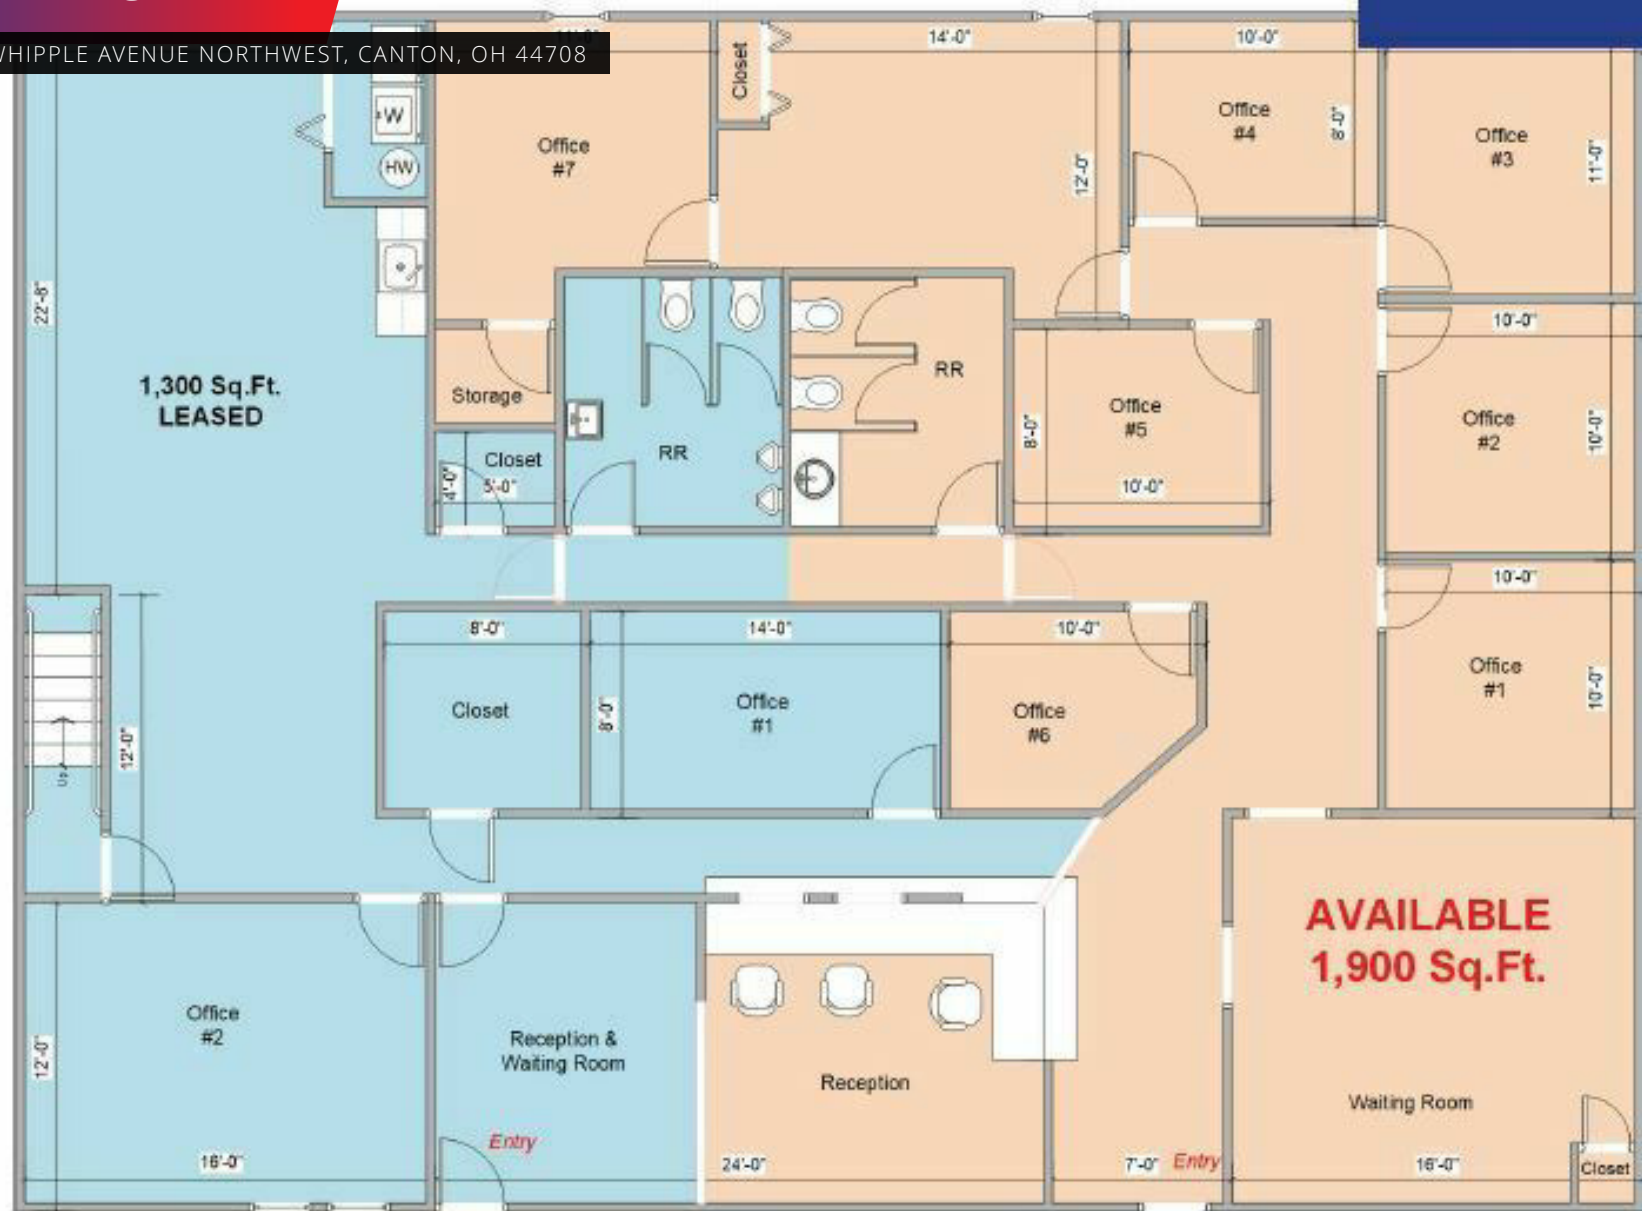 WHIPPLE AVENUE NORTHWEST, CANTON, OH 44708
14'-0"
10'-0"
Closet
W
HW
Office
#7
12'-0"
Office
#4
8'-0"
Office
#3
11'-0"
22'-8"
1,300 Sq.Ft.
LEASED
Storage
Closet
4'-0"
5'-0"
RR
RR
Office
#5
8'-0"
10'-0"
10'-0"
Office
#2
10'-0"
8'-0"
Closet
14'-0"
8'-0"
Office
#1
10'-0"
Office
#6
10'-0"
Office
#1
10'-0"
12'-0"
Up
Office
#2
12'-0"
16'-0"
Reception &
Waiting Room
Entry
Reception
24'-0"
7'-0"
Entry
AVAILABLE
1,900 Sq.Ft.
Waiting Room
16'-0"
Closet